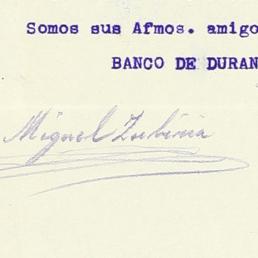 Somos sus Afmos. amigo
BANCO DE DURAN
Miguel Zubiria